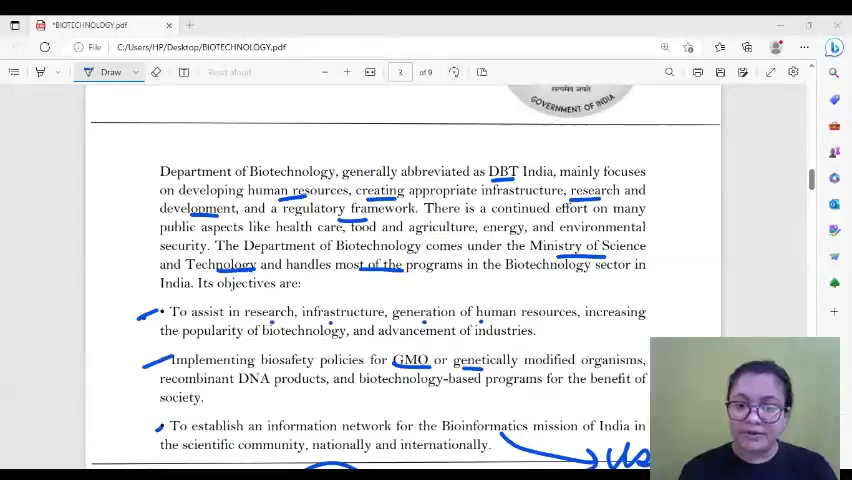 *BIOTECHNOLOGY.pdf
File
C:/Users/HP/Desktop/BIOTECHNOLOGY.pdf
Draw
Read aloud
3
of 9
सत्यमेव जयते
GOVERNMENT OF INDIA
Department of Biotechnology, generally abbreviated as DBT India, mainly focuses
on developing human resources, creating appropriate infrastructure, research and
development, and a regulatory framework. There is a continued effort on many
public aspects like health care, food and agriculture, energy, and environmental
security. The Department of Biotechnology comes under the Ministry of Science
and Technology and handles most of the programs in the Biotechnology sector in
India. Its objectives are:
• To assist in research, infrastructure, generation of human resources, increasing
the popularity of biotechnology, and advancement of industries.
Implementing biosafety policies for GMO or genetically modified organisms,
recombinant DNA products, and biotechnology-based programs for the benefit of
society.
• To establish an information network for the Bioinformatics mission of India in
the scientific community, nationally and internationally.